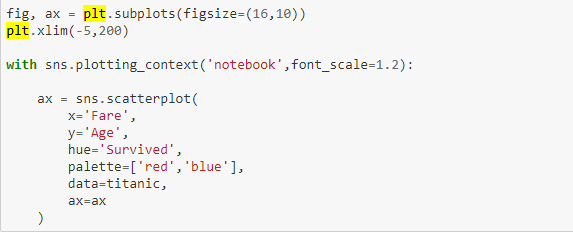 fig, ax = plt.subplots(figsize=(16,10))
plt.xlim(-5,200)
with sns.plotting_context('notebook',font_scale=1.2):
    ax = sns.scatterplot(
        x='Fare',
        y='Age',
        hue='Survived',
        palette=['red','blue'],
        data=titanic,
        ax=ax
    )